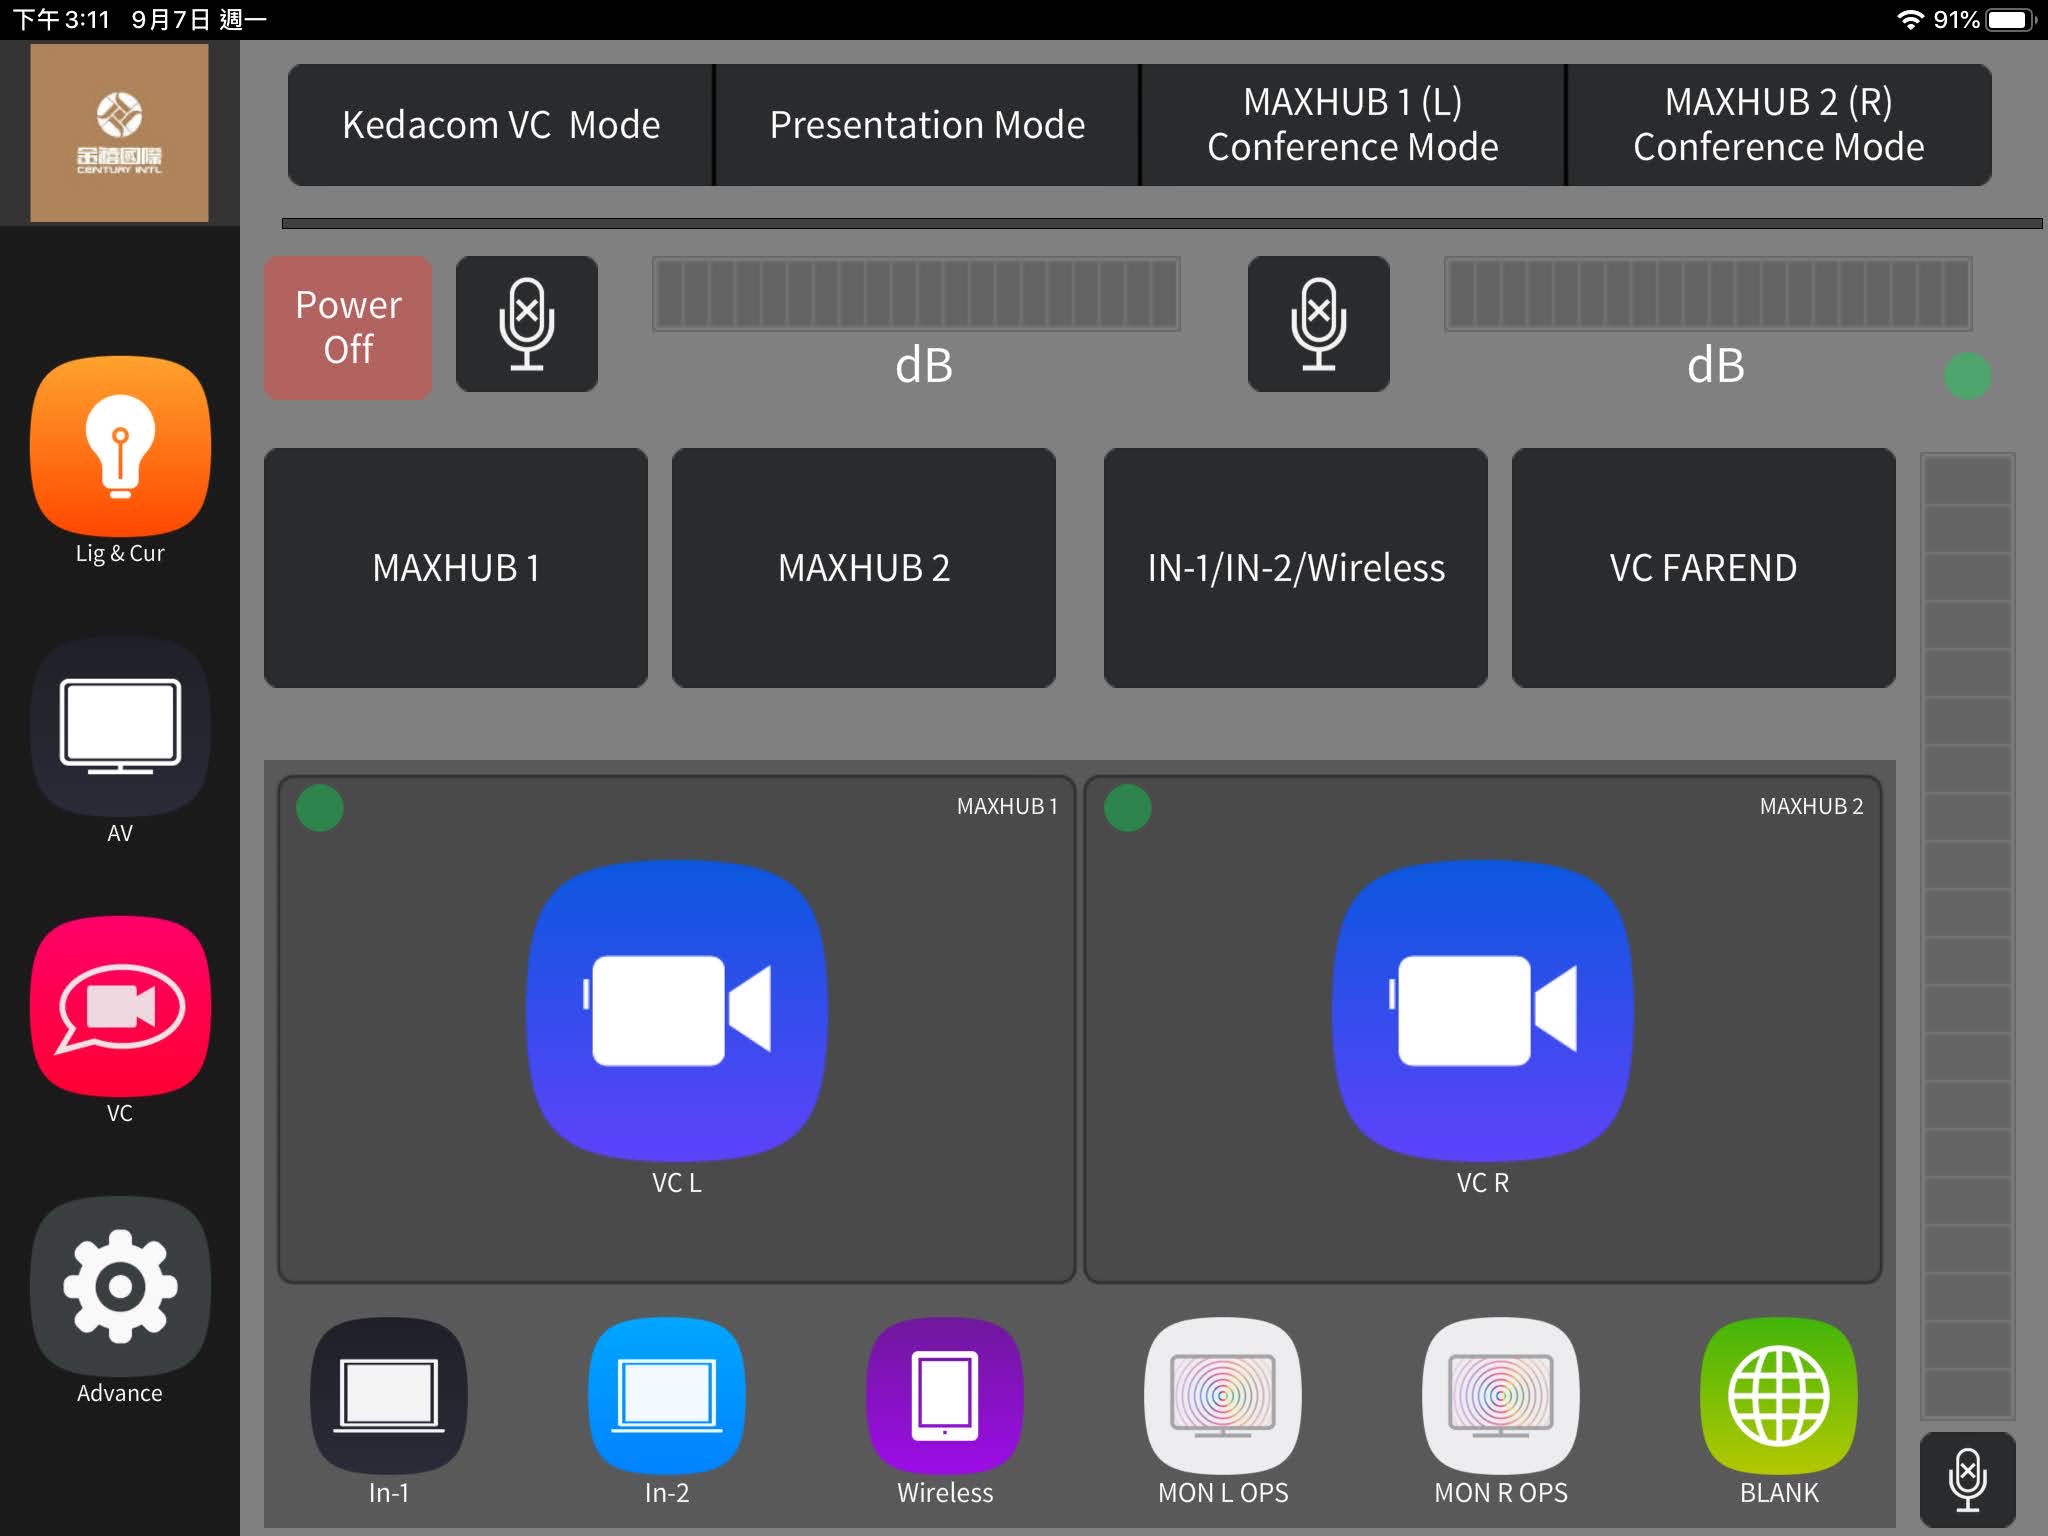 下午3:11 9月7日 週一
91%
金禧國際
CENTURY INTL
Kedacom VC  Mode
Presentation Mode
MAXHUB 1 (L)
Conference Mode
MAXHUB 2 (R)
Conference Mode
Power
Off
dB
dB
Lig & Cur
AV
VC
Advance
MAXHUB 1
MAXHUB 2
IN-1/IN-2/Wireless
VC FAREND
MAXHUB 1
MAXHUB 2
VC L
VC R
In-1
In-2
Wireless
MON L OPS
MON R OPS
BLANK